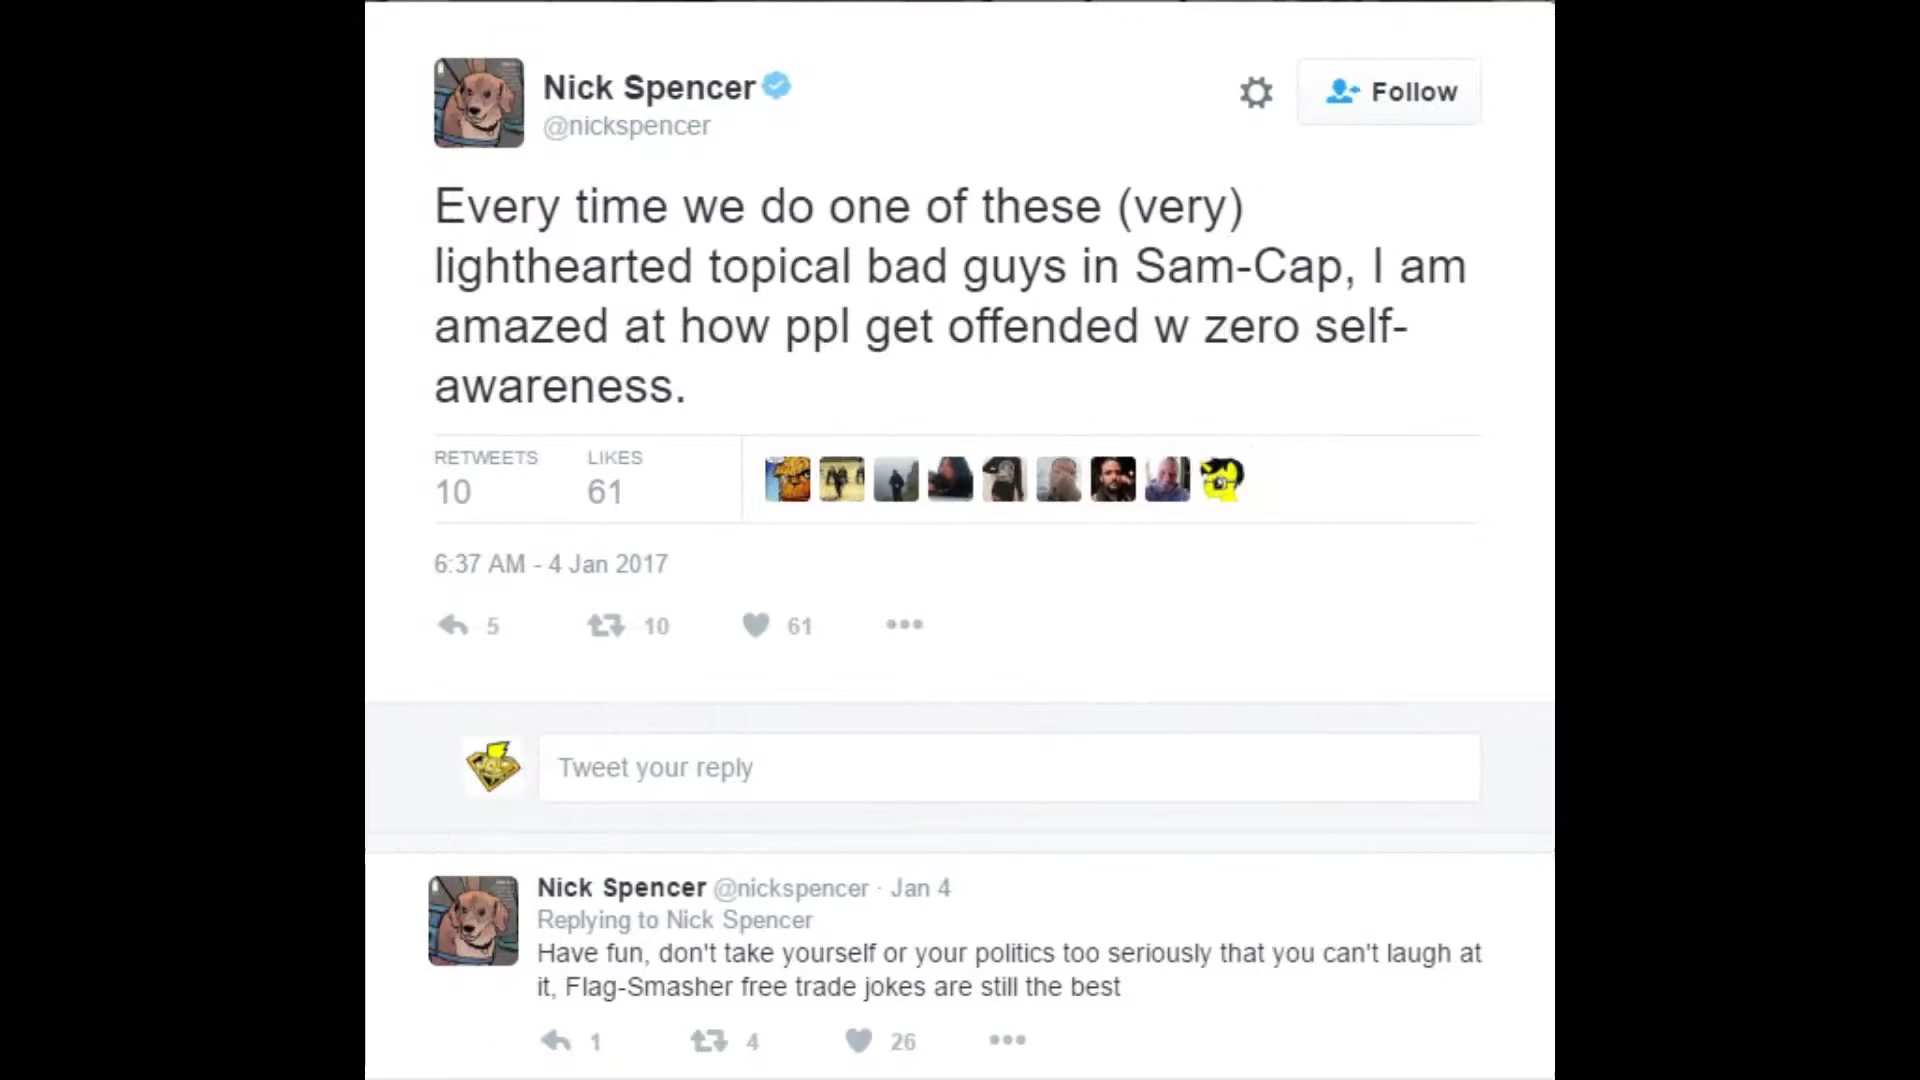 Nick Spencer
@nickspencer
Follow
Every time we do one of these (very)
lighthearted topical bad guys in Sam-Cap, I am
amazed at how ppl get offended w zero self-
awareness.
RETWEETS LIKES
10 61
6:37 AM - 4 Jan 2017
5 10 61
Tweet your reply
Nick Spencer @nickspencer · Jan 4
Replying to Nick Spencer
Have fun, don't take yourself or your politics too seriously that you can't laugh at
it, Flag-Smasher free trade jokes are still the best
1 4 26